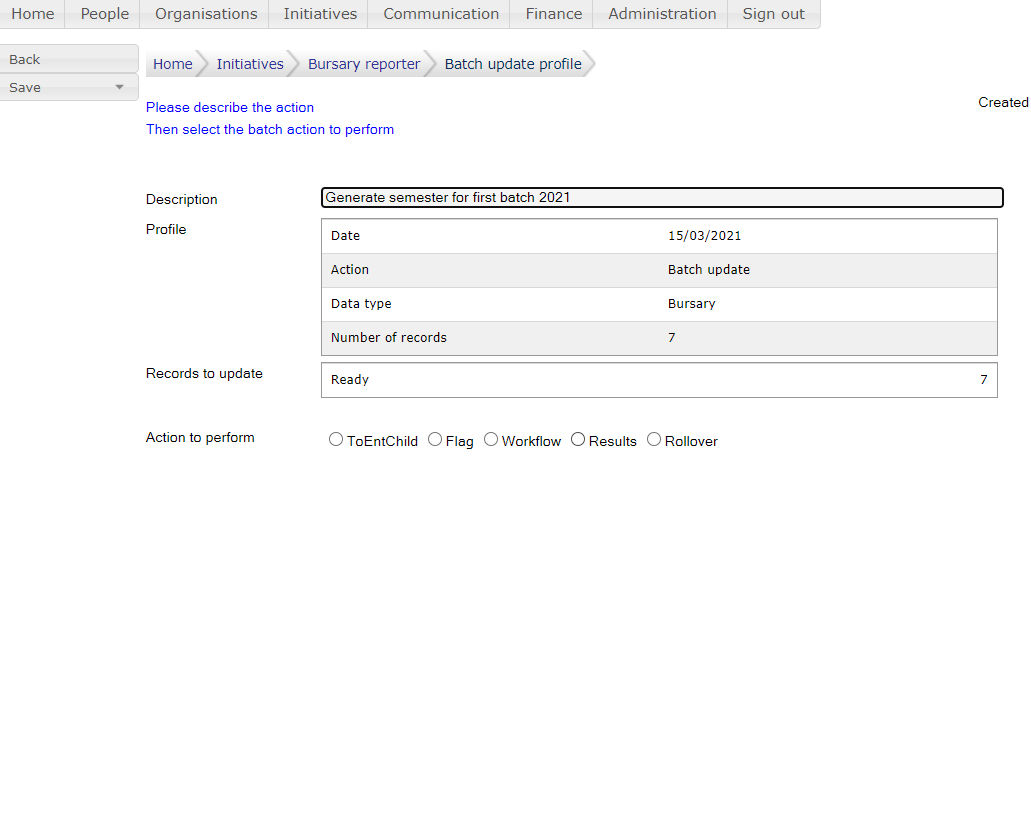 Home People Organisations Initiatives Communication Finance Administration Sign out
Back
Save
Home Initiatives Bursary reporter Batch update profile
Please describe the action
Created
Then select the batch action to perform
Description Generate semester for first batch 2021
Profile
Date 15/03/2021
Action Batch update
Data type Bursary
Number of records 7
Records to update Ready 7
Action to perform ToEntChild Flag Workflow Results Rollover